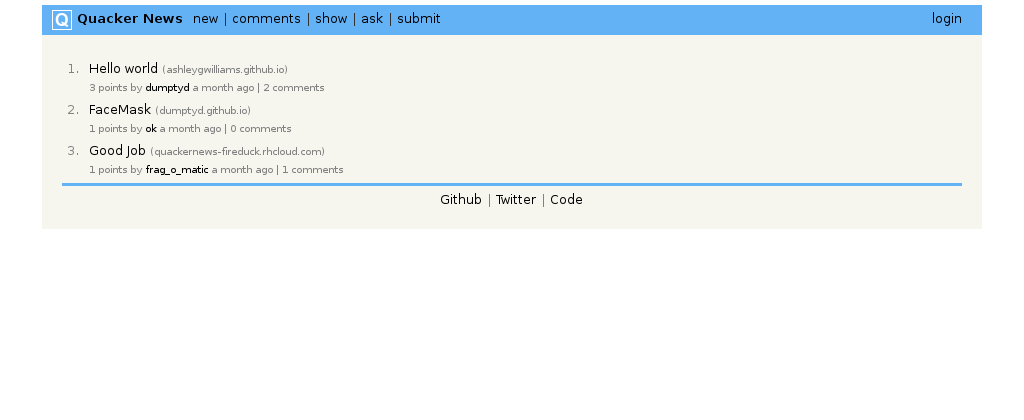 Q Quacker News new | comments | show | ask | submit login
1. Hello world (ashleygwilliams.github.io)
3 points by dumptyd a month ago | 2 comments
2. FaceMask (dumptyd.github.io)
1 points by ok a month ago | 0 comments
3. Good Job (quackernews-fireduck.rhcloud.com)
1 points by frag_o_matic a month ago | 1 comments
Github | Twitter | Code